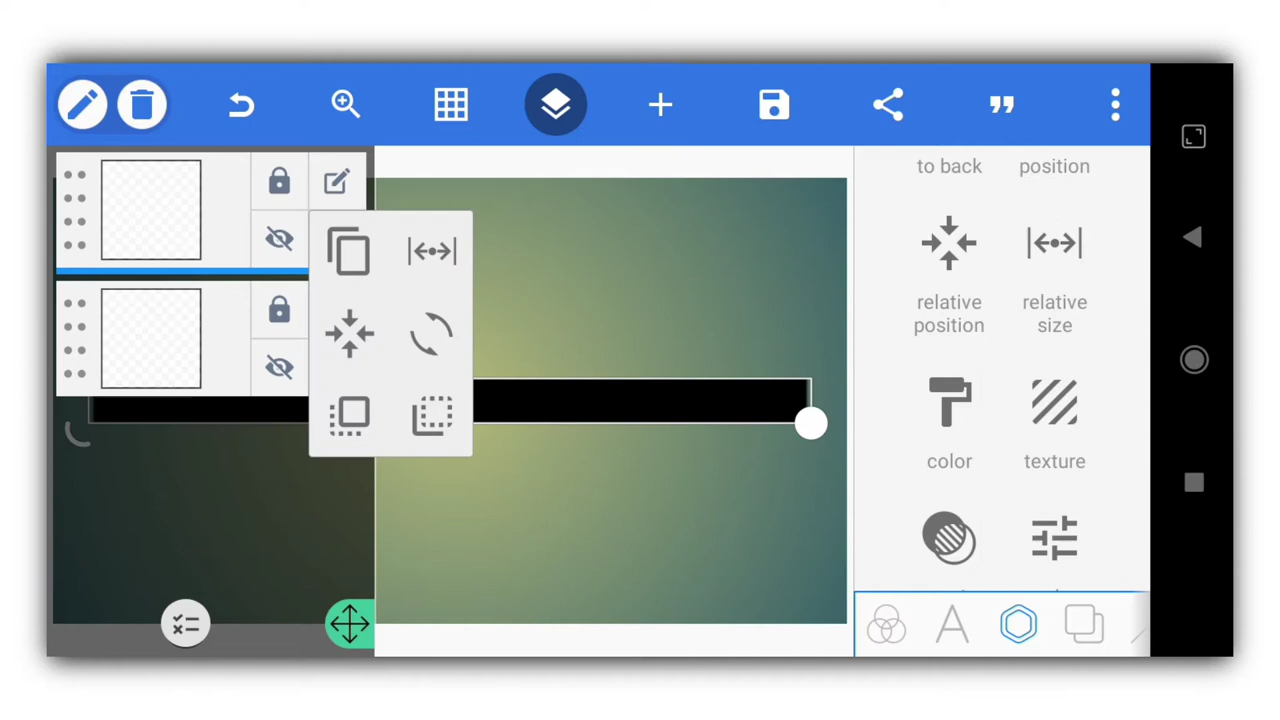 to back
position
relative
position
relative
size
color
texture